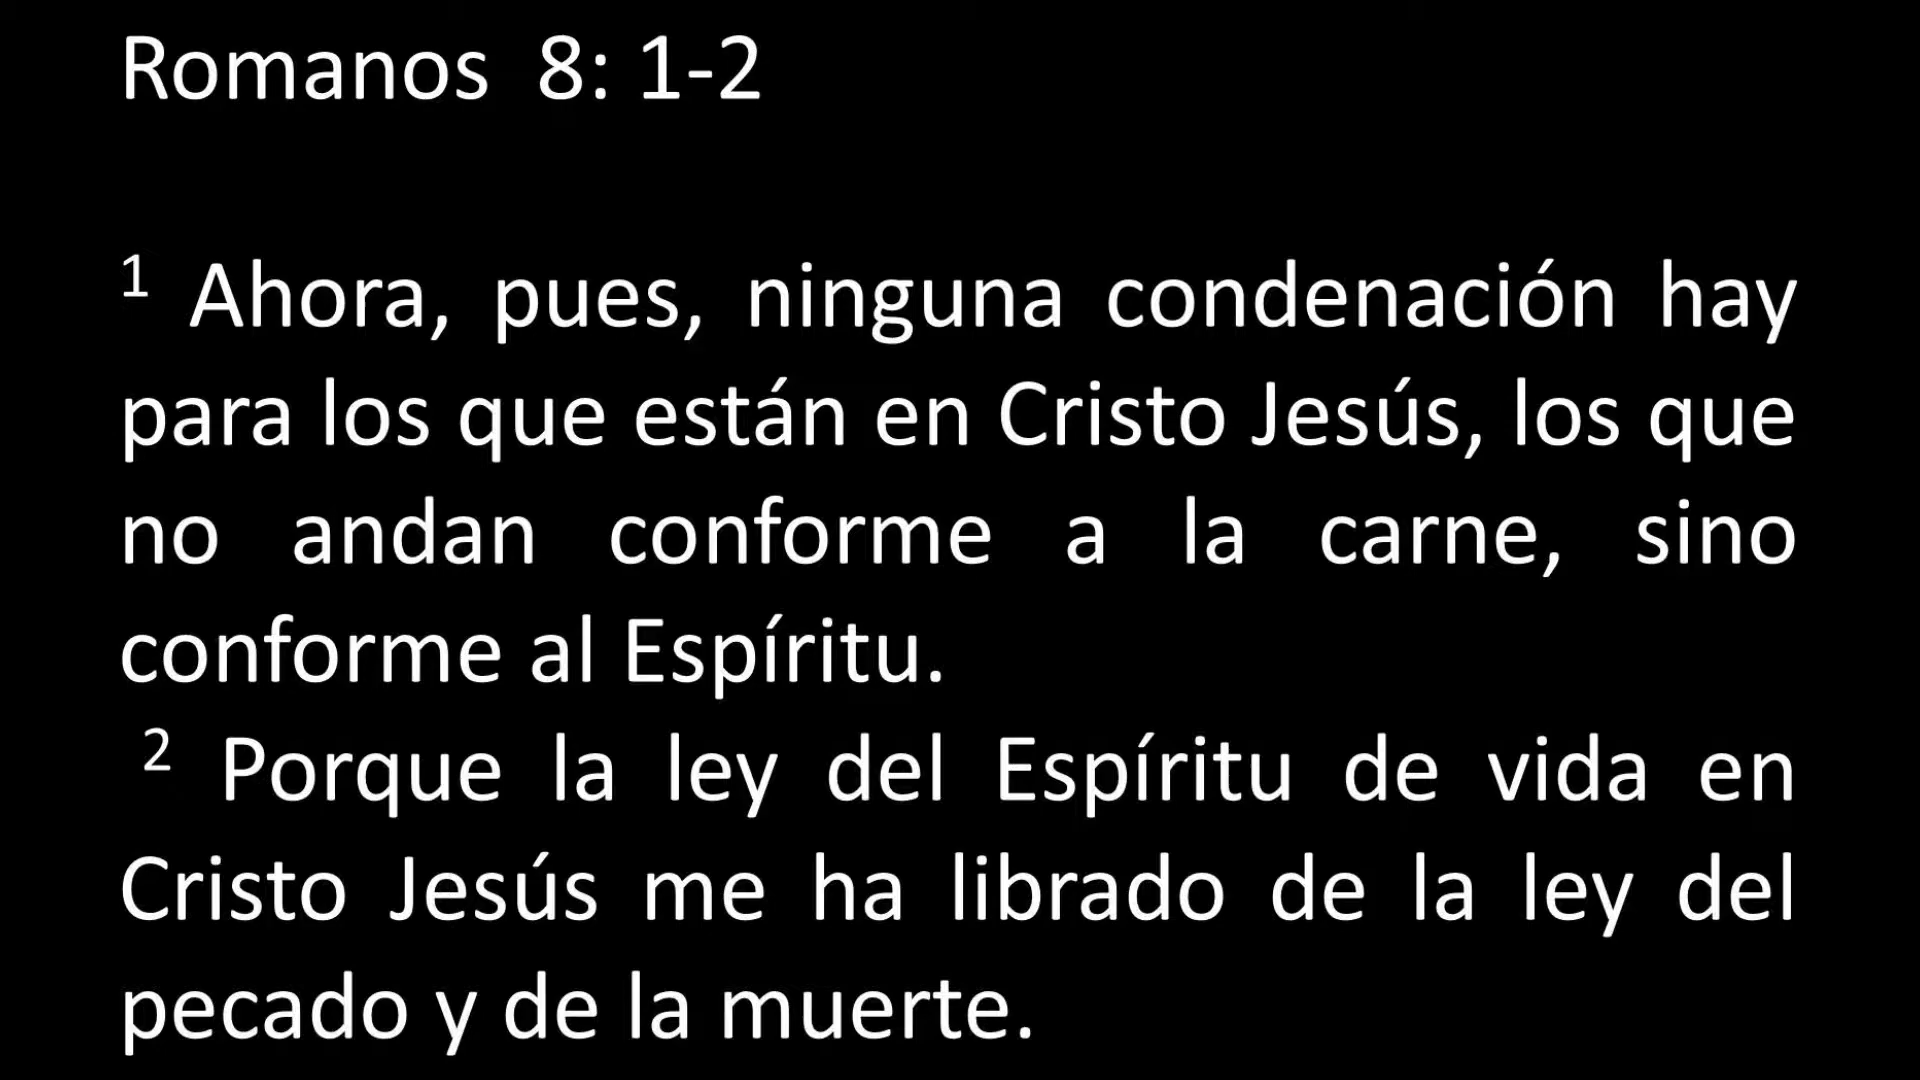 Romanos 8: 1-2
1 Ahora, pues, ninguna condenación hay
para los que están en Cristo Jesús, los que
no andan conforme a la carne, sino
conforme al Espíritu.
2 Porque la ley del Espíritu de vida en
Cristo Jesús me ha librado de la ley del
pecado y de la muerte.